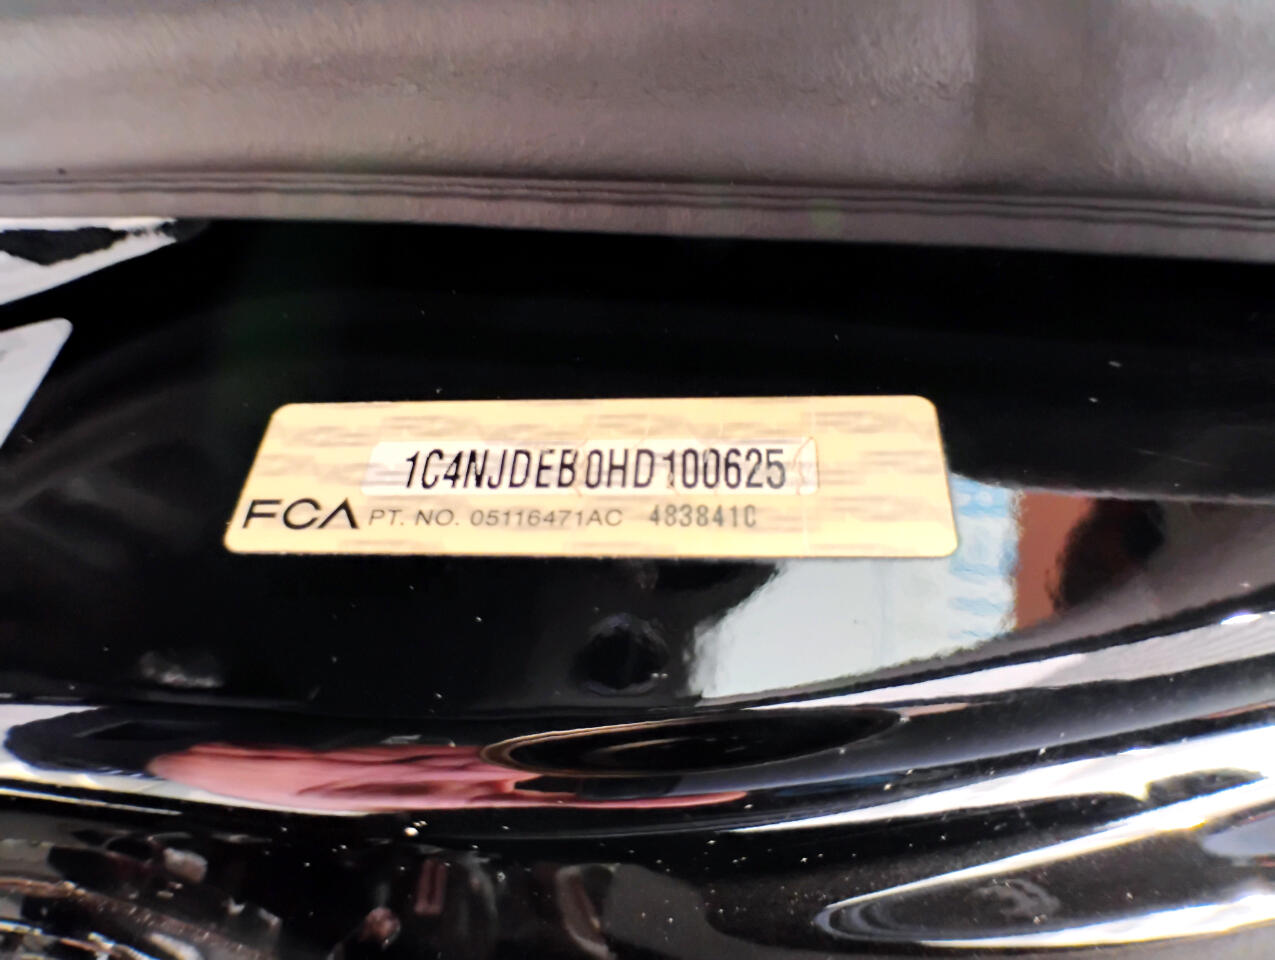 1C4NJDEB0HD100625
FCA PT. NO. 05116471AC 483841C